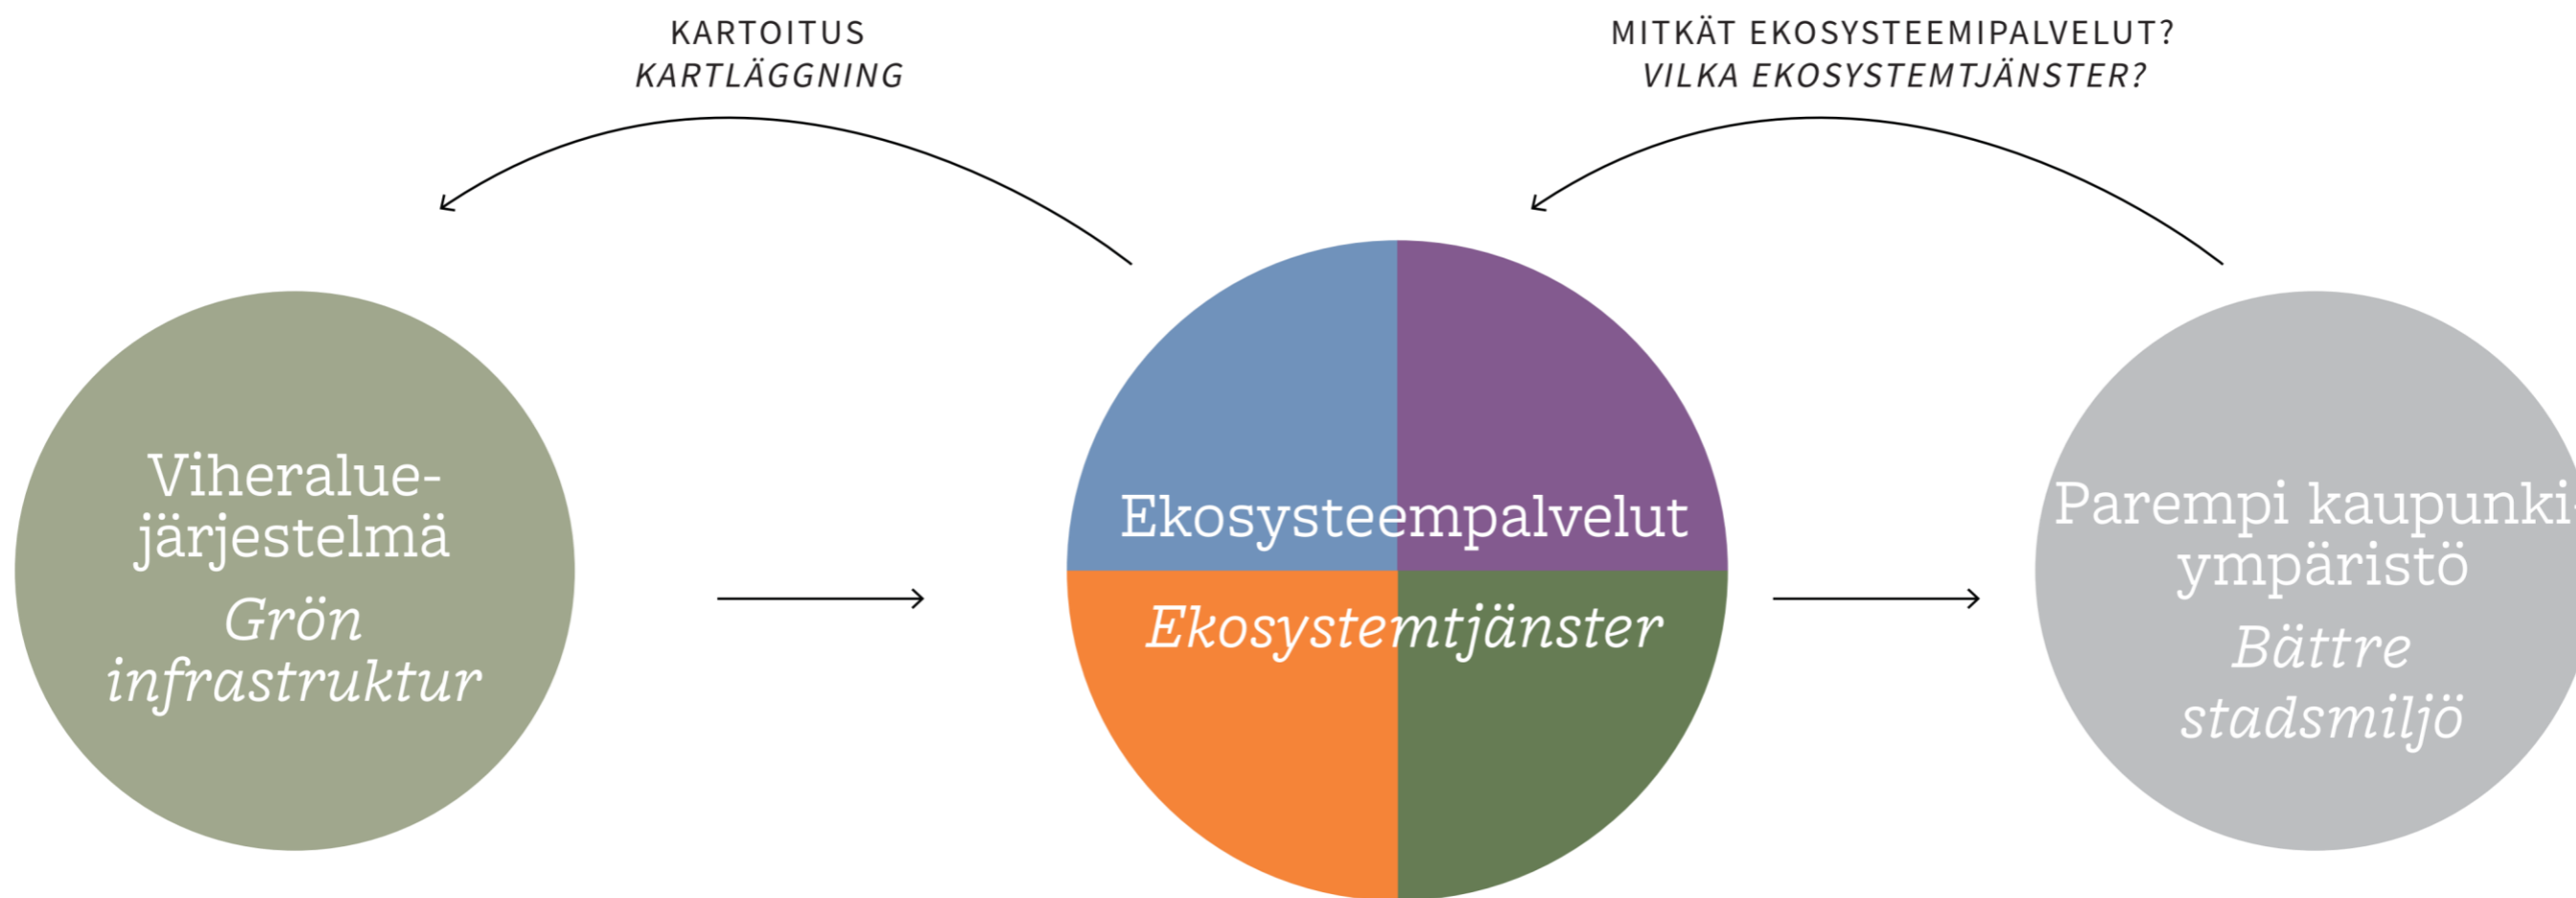 KARTOITUS
KARTLÄGGNING
MITKÄT EKOSYSTEEMIPALVELUT?
VILKA EKOSYSTEMTJÄNSTER?
Viheralue-
järjestelmä
Grön
infrastruktur
Ekosysteempalvelut
Ekosystemtjänster
Parempi kaupunki-
ympäristö
Bättre
stadsmiljö